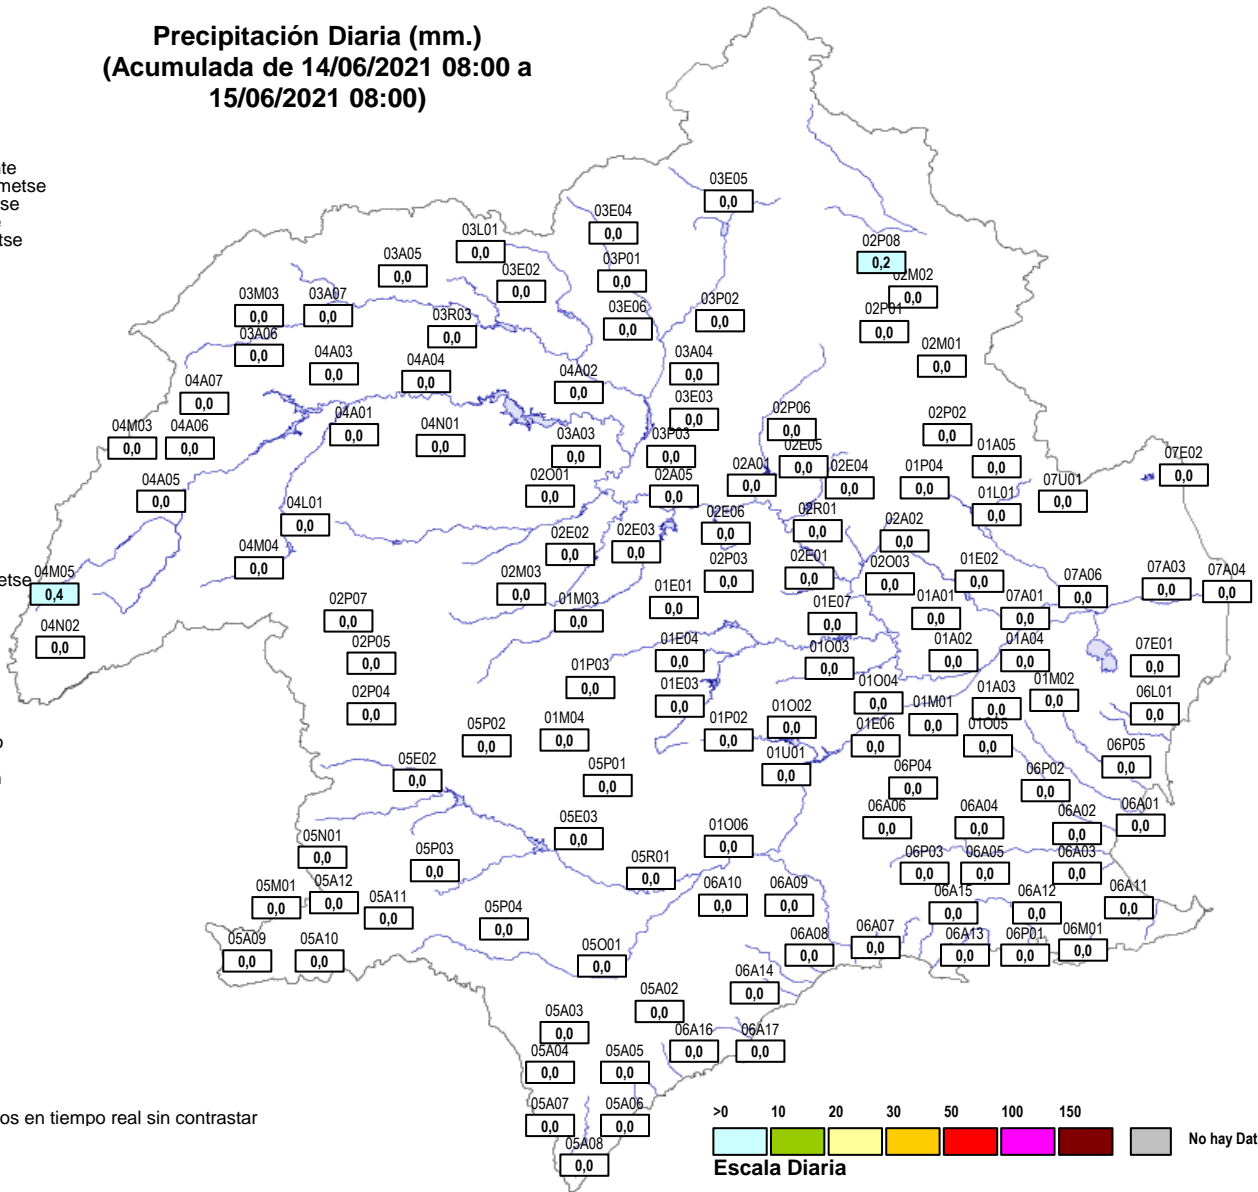 Precipitación Diaria (mm.)
(Acumulada de 14/06/2021 08:00 a
15/06/2021 08:00)
te
metse
se
tse
03E05
0,0
03E04
0,0
03L01
0,0
02P08
0,2
03A05
0,0
03P01
0,0
03E02
0,0
02M02
0,0
03M03
0,0
03A07
0,0
03P02
0,0
03E06
0,0
02P01
0,0
03R03
0,0
03A06
0,0
04A03
0,0
04A04
0,0
03A04
0,0
02M01
0,0
04A02
0,0
04A07
0,0
03E03
0,0
04A01
0,0
02P06
0,0
02P02
0,0
04M03
0,0
04A06
0,0
04N01
0,0
03A03
0,0
03P03
0,0
02E05
0,0
01A05
0,0
07E02
0,0
04A05
0,0
02O01
0,0
02A05
0,0
02A01
0,0
02E04
0,0
01P04
0,0
07U01
0,0
01L01
0,0
04L01
0,0
02E06
0,0
02R01
0,0
02A02
0,0
02E02
0,0
02E03
0,0
04M04
0,0
metse
04M05
0,4
02M03
0,0
02P03
0,0
02E01
0,0
02O03
0,0
01E02
0,0
07A06
0,0
07A03
0,0
07A04
0,0
02P07
0,0
01M03
0,0
01E01
0,0
01E07
0,0
01A01
0,0
07A01
0,0
04N02
0,0
02P05
0,0
01E04
0,0
01O03
0,0
01A02
0,0
01A04
0,0
07E01
0,0
01P03
0,0
01E03
0,0
01O04
0,0
01A03
0,0
01M02
0,0
02P04
0,0
06L01
0,0
01M01
0,0
05P02
0,0
01M04
0,0
01P02
0,0
01O02
0,0
01E06
0,0
01O05
0,0
o
05E02
0,0
05P01
0,0
01U01
0,0
06P04
0,0
06P02
0,0
06P05
0,0
05E03
0,0
01O06
0,0
06A06
0,0
06A04
0,0
06A02
0,0
06A01
0,0
05N01
0,0
05P03
0,0
05R01
0,0
06P03
0,0
06A05
0,0
06A03
0,0
05M01
0,0
05A12
0,0
05A11
0,0
06A10
0,0
06A09
0,0
06A15
0,0
06A12
0,0
06A11
0,0
05P04
0,0
05A09
0,0
05A10
0,0
05O01
0,0
06A08
0,0
06A07
0,0
06A13
0,0
06P01
0,0
06M01
0,0
06A14
0,0
05A02
0,0
05A03
0,0
06A16
0,0
06A17
0,0
05A04
0,0
05A05
0,0
05A07
0,0
05A06
0,0
05A08
0,0
os en tiempo real sin contrastar
>0 10 20 30 50 100 150
No hay Dat
Escala Diaria